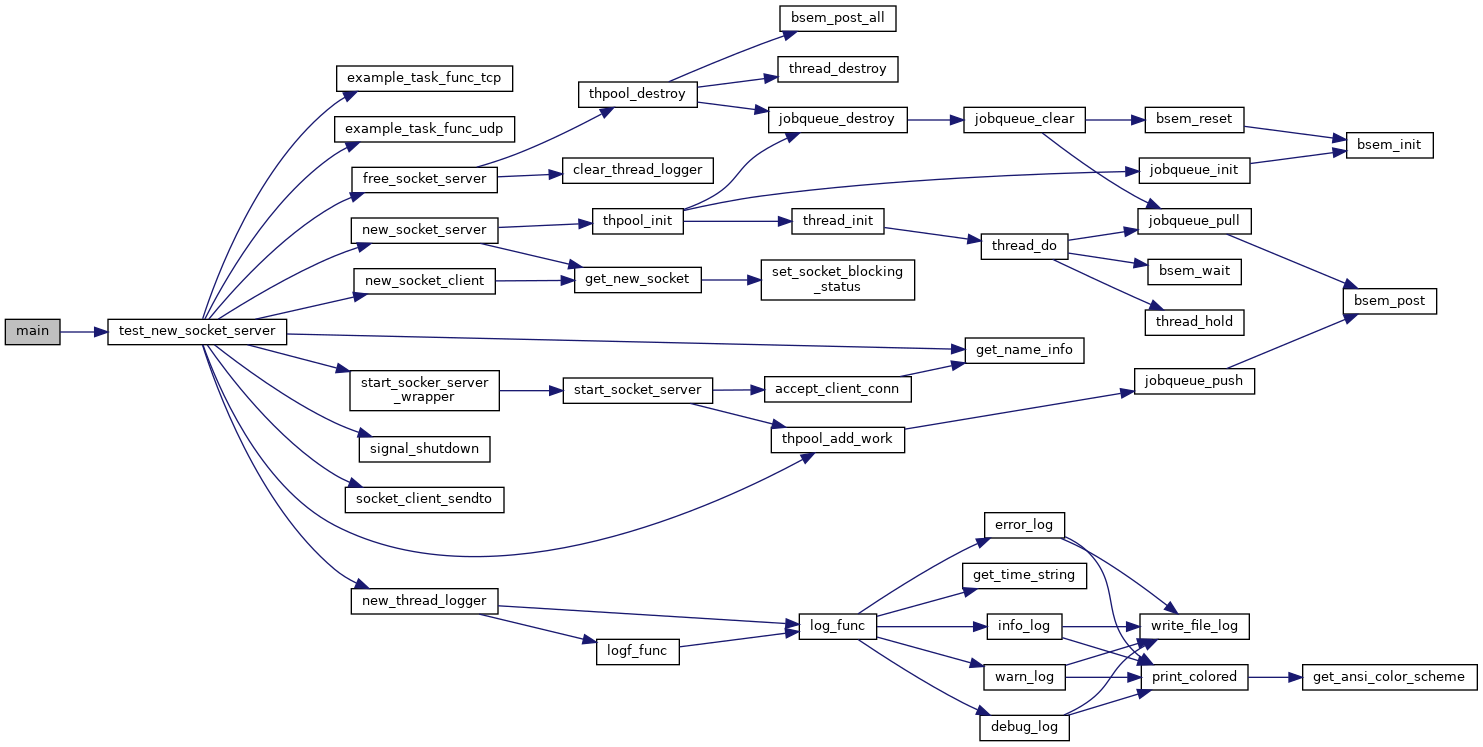 main
test_new_socket_server
example_task_func_tcp
example_task_func_udp
free_socket_server
new_socket_server
new_socket_client
start_socker_server
_wrapper
signal_shutdown
socket_client_sendto
new_thread_logger
thpool_destroy
clear_thread_logger
thpool_init
get_new_socket
start_socket_server
logf_func
bsem_post_all
thread_destroy
jobqueue_destroy
thread_init
set_socket_blocking
_status
accept_client_conn
thpool_add_work
log_func
jobqueue_clear
thread_do
get_name_info
error_log
get_time_string
info_log
warn_log
debug_log
bsem_reset
jobqueue_init
jobqueue_pull
bsem_wait
thread_hold
jobqueue_push
write_file_log
print_colored
bsem_init
bsem_post
get_ansi_color_scheme